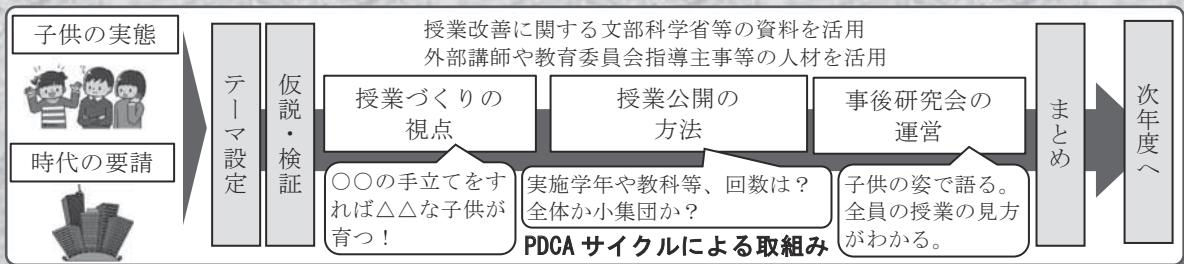 子供の実態
時代の要請
テーマ設定
仮説・検証
授業改善に関する文部科学省等の資料を活用
外部講師や教育委員会指導主事等の人材を活用
授業づくりの
視点
授業公開の
方法
事後研究会の
運営
○○の手立てをす
れば△△な子供が
育つ！
実施学年や教科等、回数は？
全体か小集団か？
子供の姿で語る。
全員の授業の見方
がわかる。
PDCAサイクルによる取組み
まとめ
次年度へ